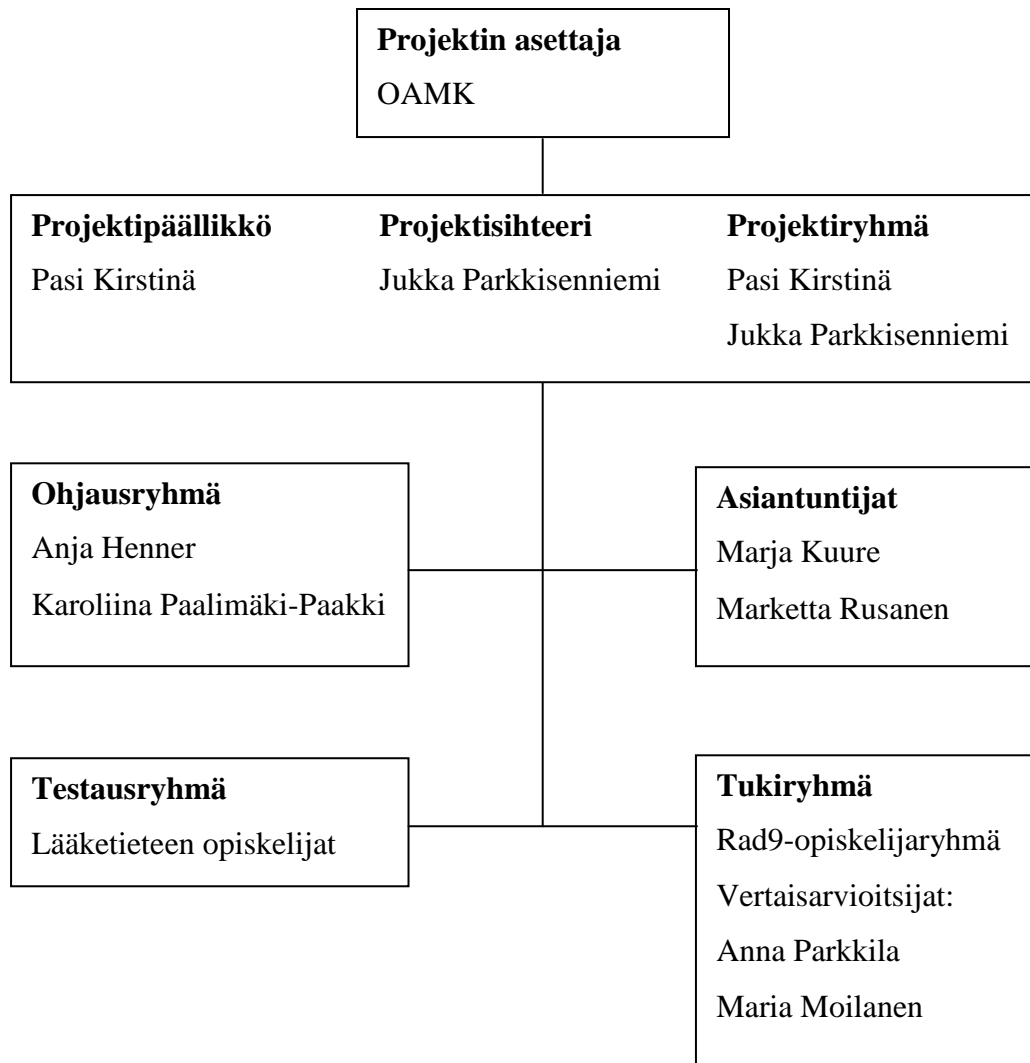 Projektin asettaja
OAMK
Projektipäällikkö
Pasi Kirstinä
Projektisihteeri
Jukka Parkkisenniemi
Projektiryhmä
Pasi Kirstinä
Jukka Parkkisenniemi
Ohjausryhmä
Anja Henner
Karoliina Paalimäki-Paakki
Asiantuntijat
Marja Kuure
Marketta Rusanen
Testausryhmä
Lääketieteen opiskelijat
Tukiryhmä
Rad9-opiskelijaryhmä
Vertaisarvioitsijat:
Anna Parkkila
Maria Moilanen